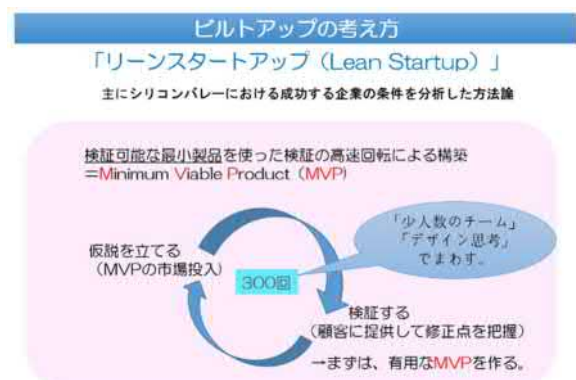 ビルトアップの考え方
「リーンスタートアップ（Lean Startup）」
主にシリコンバレーにおける成功する企業の条件を分析した方法論
検証可能な最小製品を使った検証の高速回転による構築
＝Minimum Viable Product（MVP)
「少人数のチーム」
「デザイン思考」
でまわす。
仮説を立てる
（MVPの市場投入）
300回
検証する
（顧客に提供して修正点を把握）
→まずは、有用なMVPを作る。